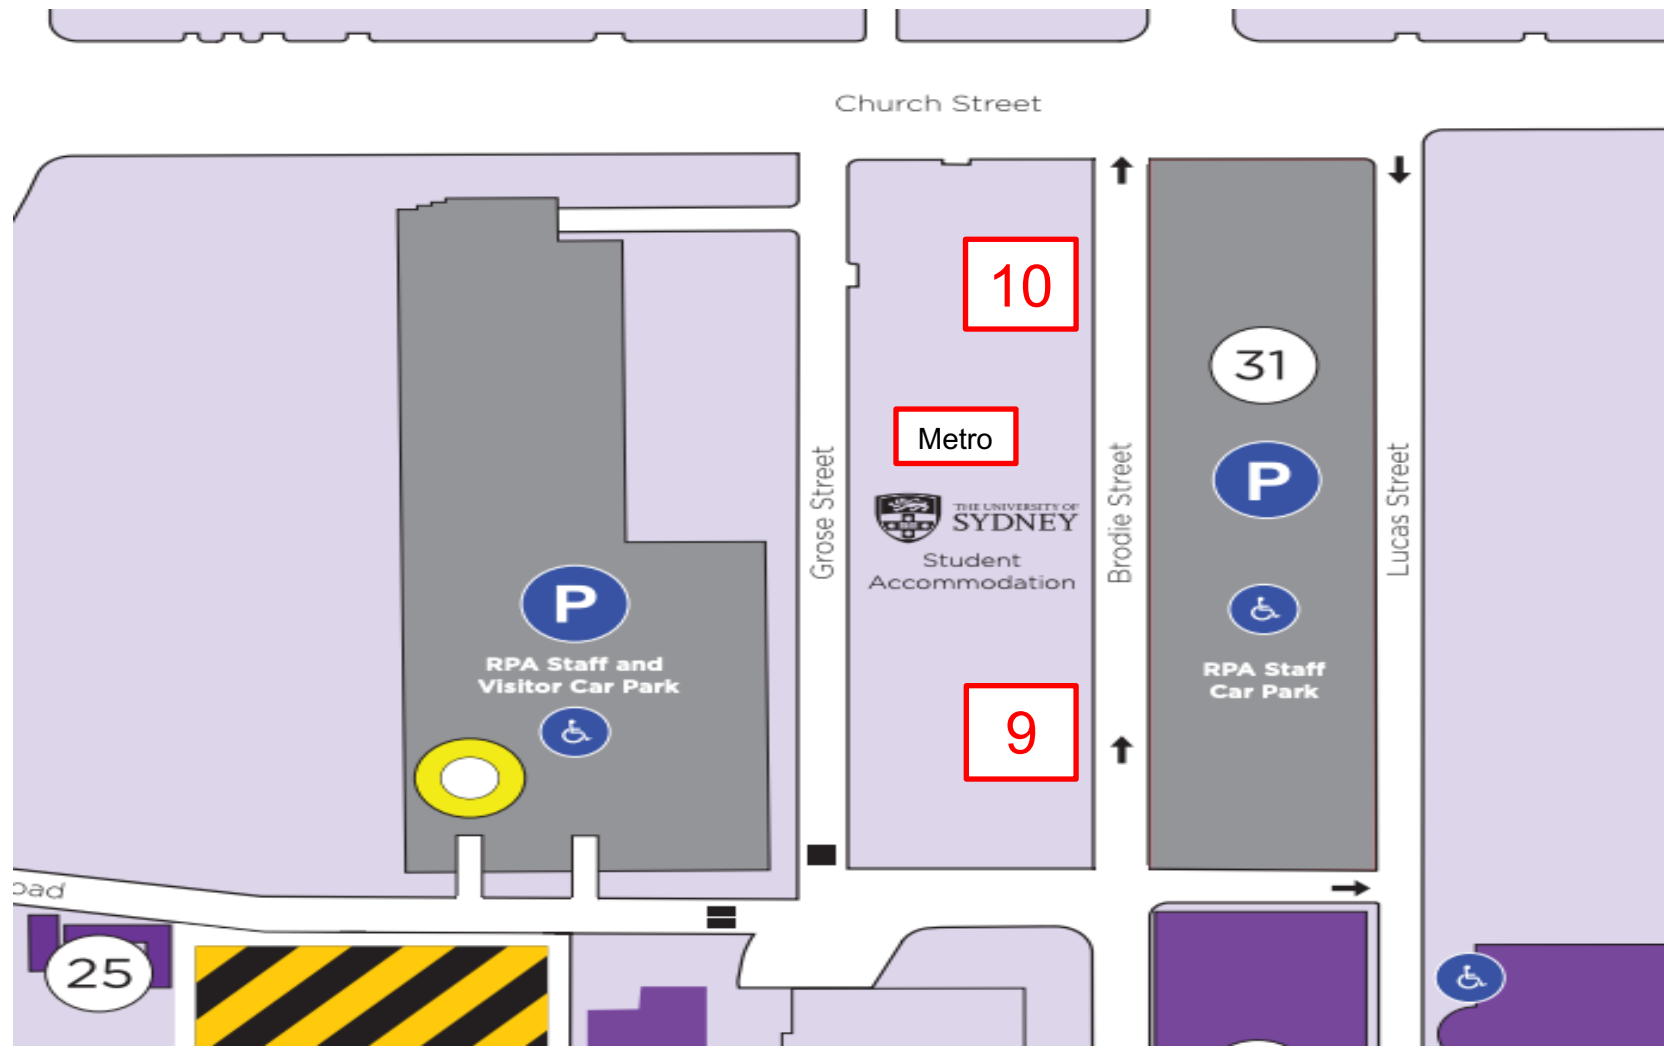 Church Street
10
31
Metro
P
Grose Street
THE UNIVERSITY OF
SYDNEY
Student
Accommodation
Brodie Street
Lucas Street
P
RPA Staff and
Visitor Car Park
RPA Staff
Car Park
9
oad
25